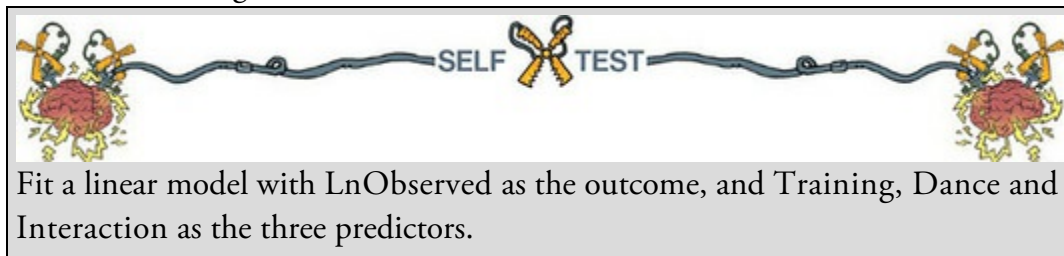 SELF TEST
Fit a linear model with LnObserved as the outcome, and Training, Dance and
Interaction as the three predictors.